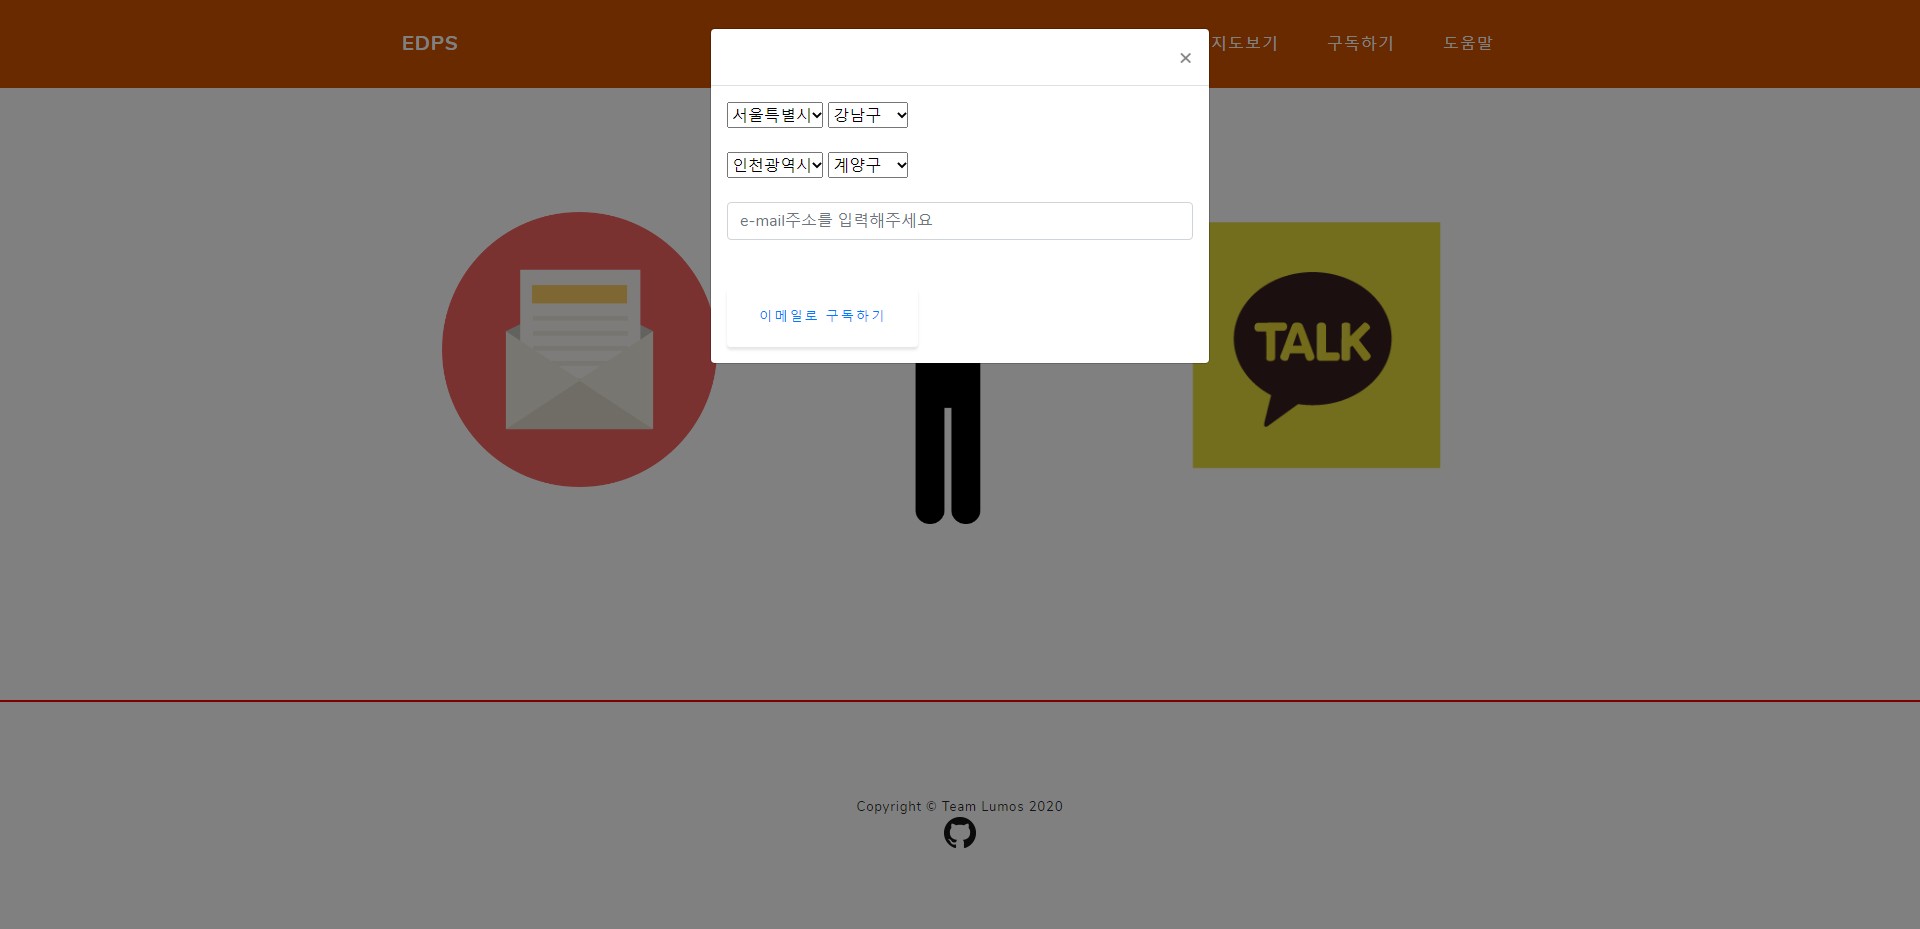 EDPS
지도보기 구독하기 도움말
×
서울특별시 강남구
인천광역시 계양구
e-mail주소를 입력해주세요
이메일로 구독하기
TALK
Copyright © Team Lumos 2020